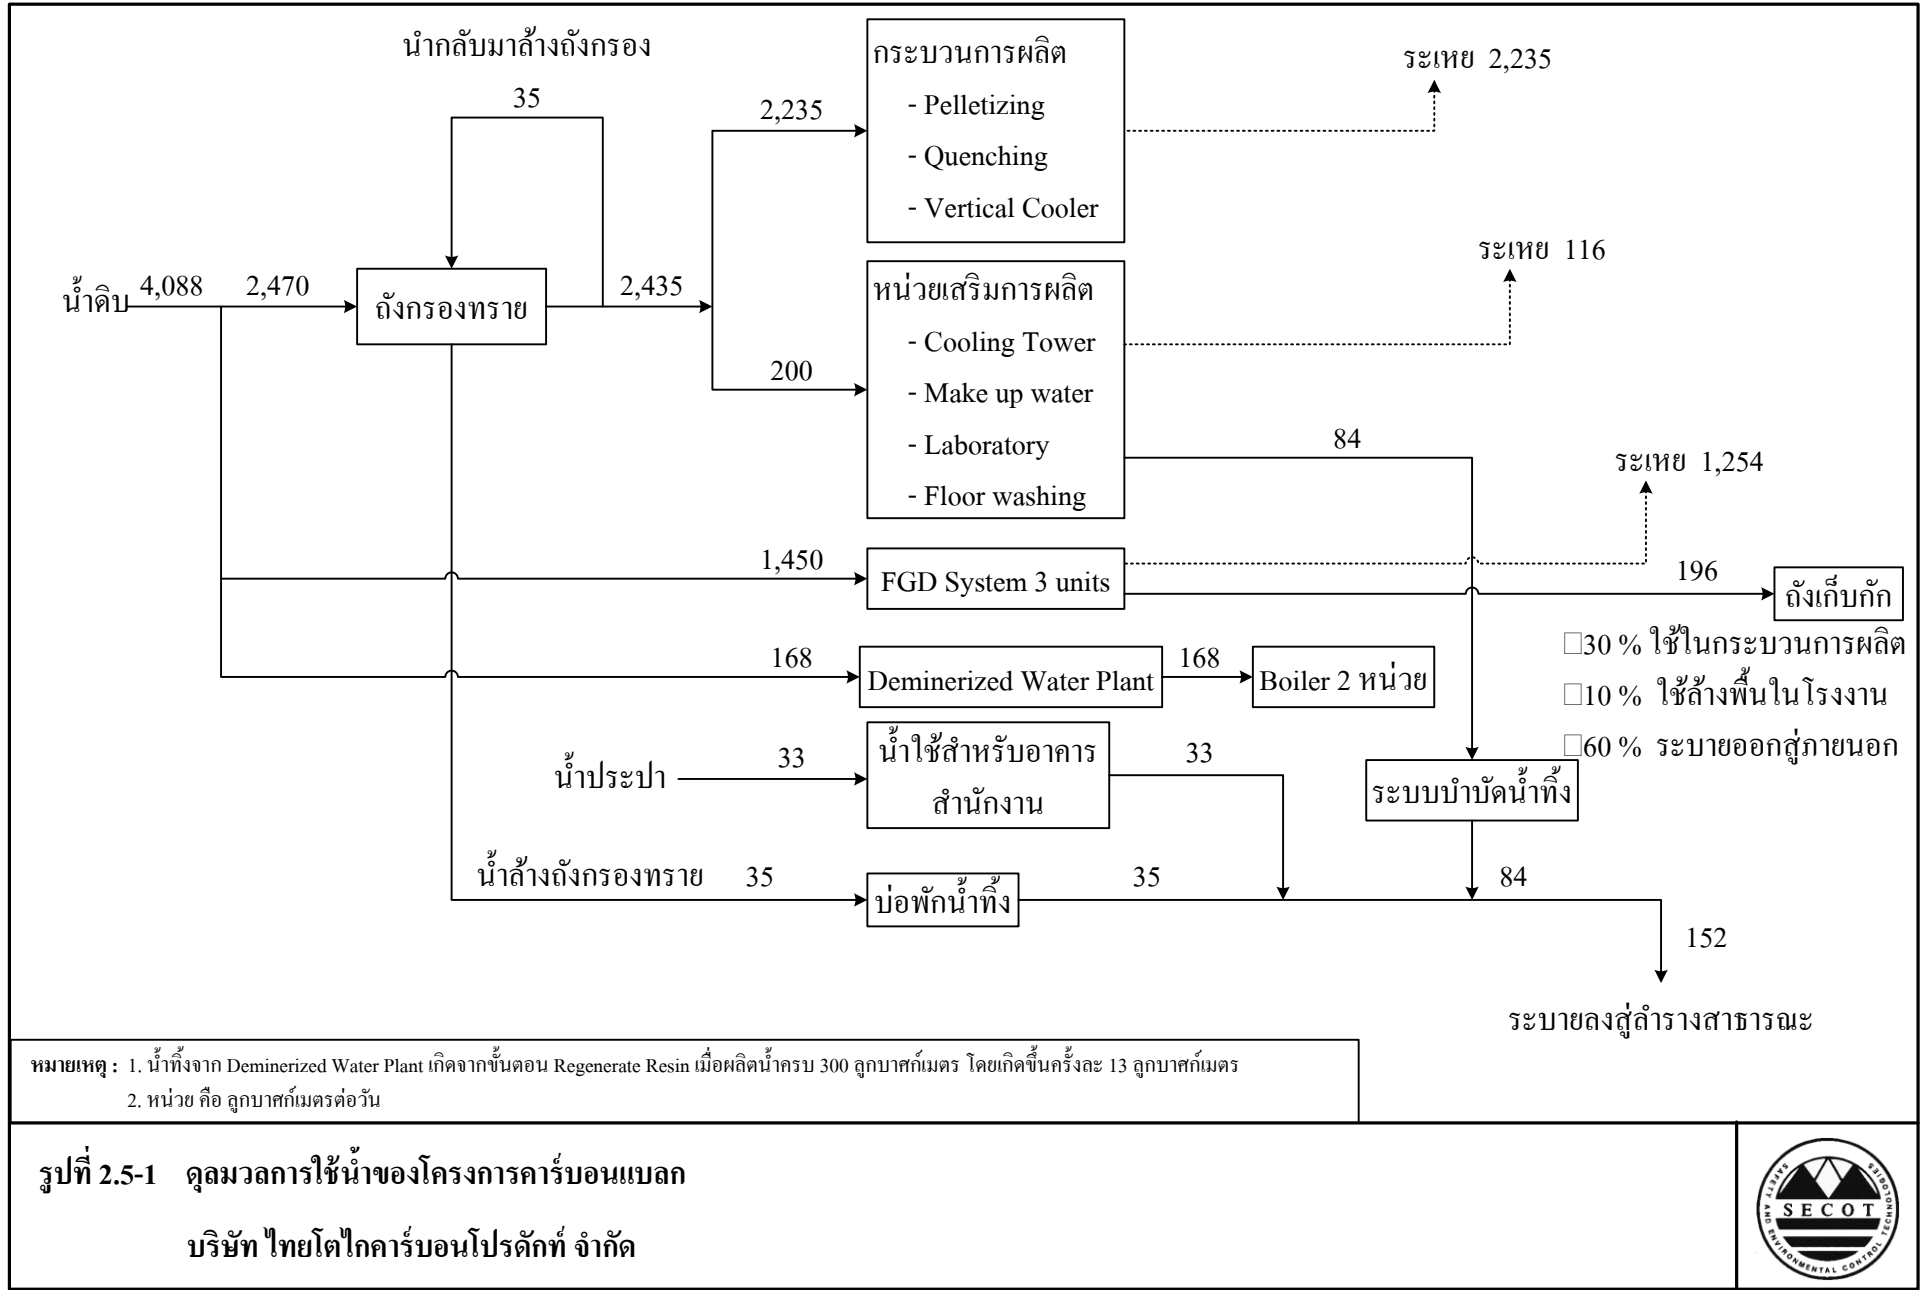 นำกลับมาล้างถังกรอง
35
น้ำดิบ
4,088
2,470
ถังกรองทราย
2,435
2,235
กระบวนการผลิต
- Pelletizing
- Quenching
- Vertical Cooler
ระเหย 2,235
200
หน่วยเสริมการผลิต
- Cooling Tower
- Make up water
- Laboratory
- Floor washing
ระเหย 116
84
1,450
FGD System 3 units
ระเหย 1,254
196
ถังเก็บกัก
□30 % ใช้ในกระบวนการผลิต
□10 % ใช้ล้างพื้นในโรงงาน
□60 % ระบายออกสู่ภายนอก
168
Deminerized Water Plant
168
Boiler 2 หน่วย
น้ำประปา
33
น้ำใช้สำหรับอาคาร
สำนักงาน
33
ระบบบำบัดน้ำทิ้ง
น้ำล้างถังกรองทราย
35
บ่อพักน้ำทิ้ง
35
84
152
ระบายลงสู่ลำรางสาธารณะ
หมายเหตุ : 1. น้ำทิ้งจาก Deminerized Water Plant เกิดจากขั้นตอน Regenerate Resin เมื่อผลิตน้ำครบ 300 ลูกบาศก์เมตร โดยเกิดขึ้นครั้งละ 13 ลูกบาศก์เมตร
2. หน่วย คือ ลูกบาศก์เมตรต่อวัน
รูปที่ 2.5-1 ดุลมวลการใช้น้ำของโครงการคาร์บอนแบลก
บริษัท ไทยโตไกคาร์บอนโปรดักท์ จำกัด
SECOT
SAFETY AND ENVIRONMENTAL CONTROL TECHNOLOGIES